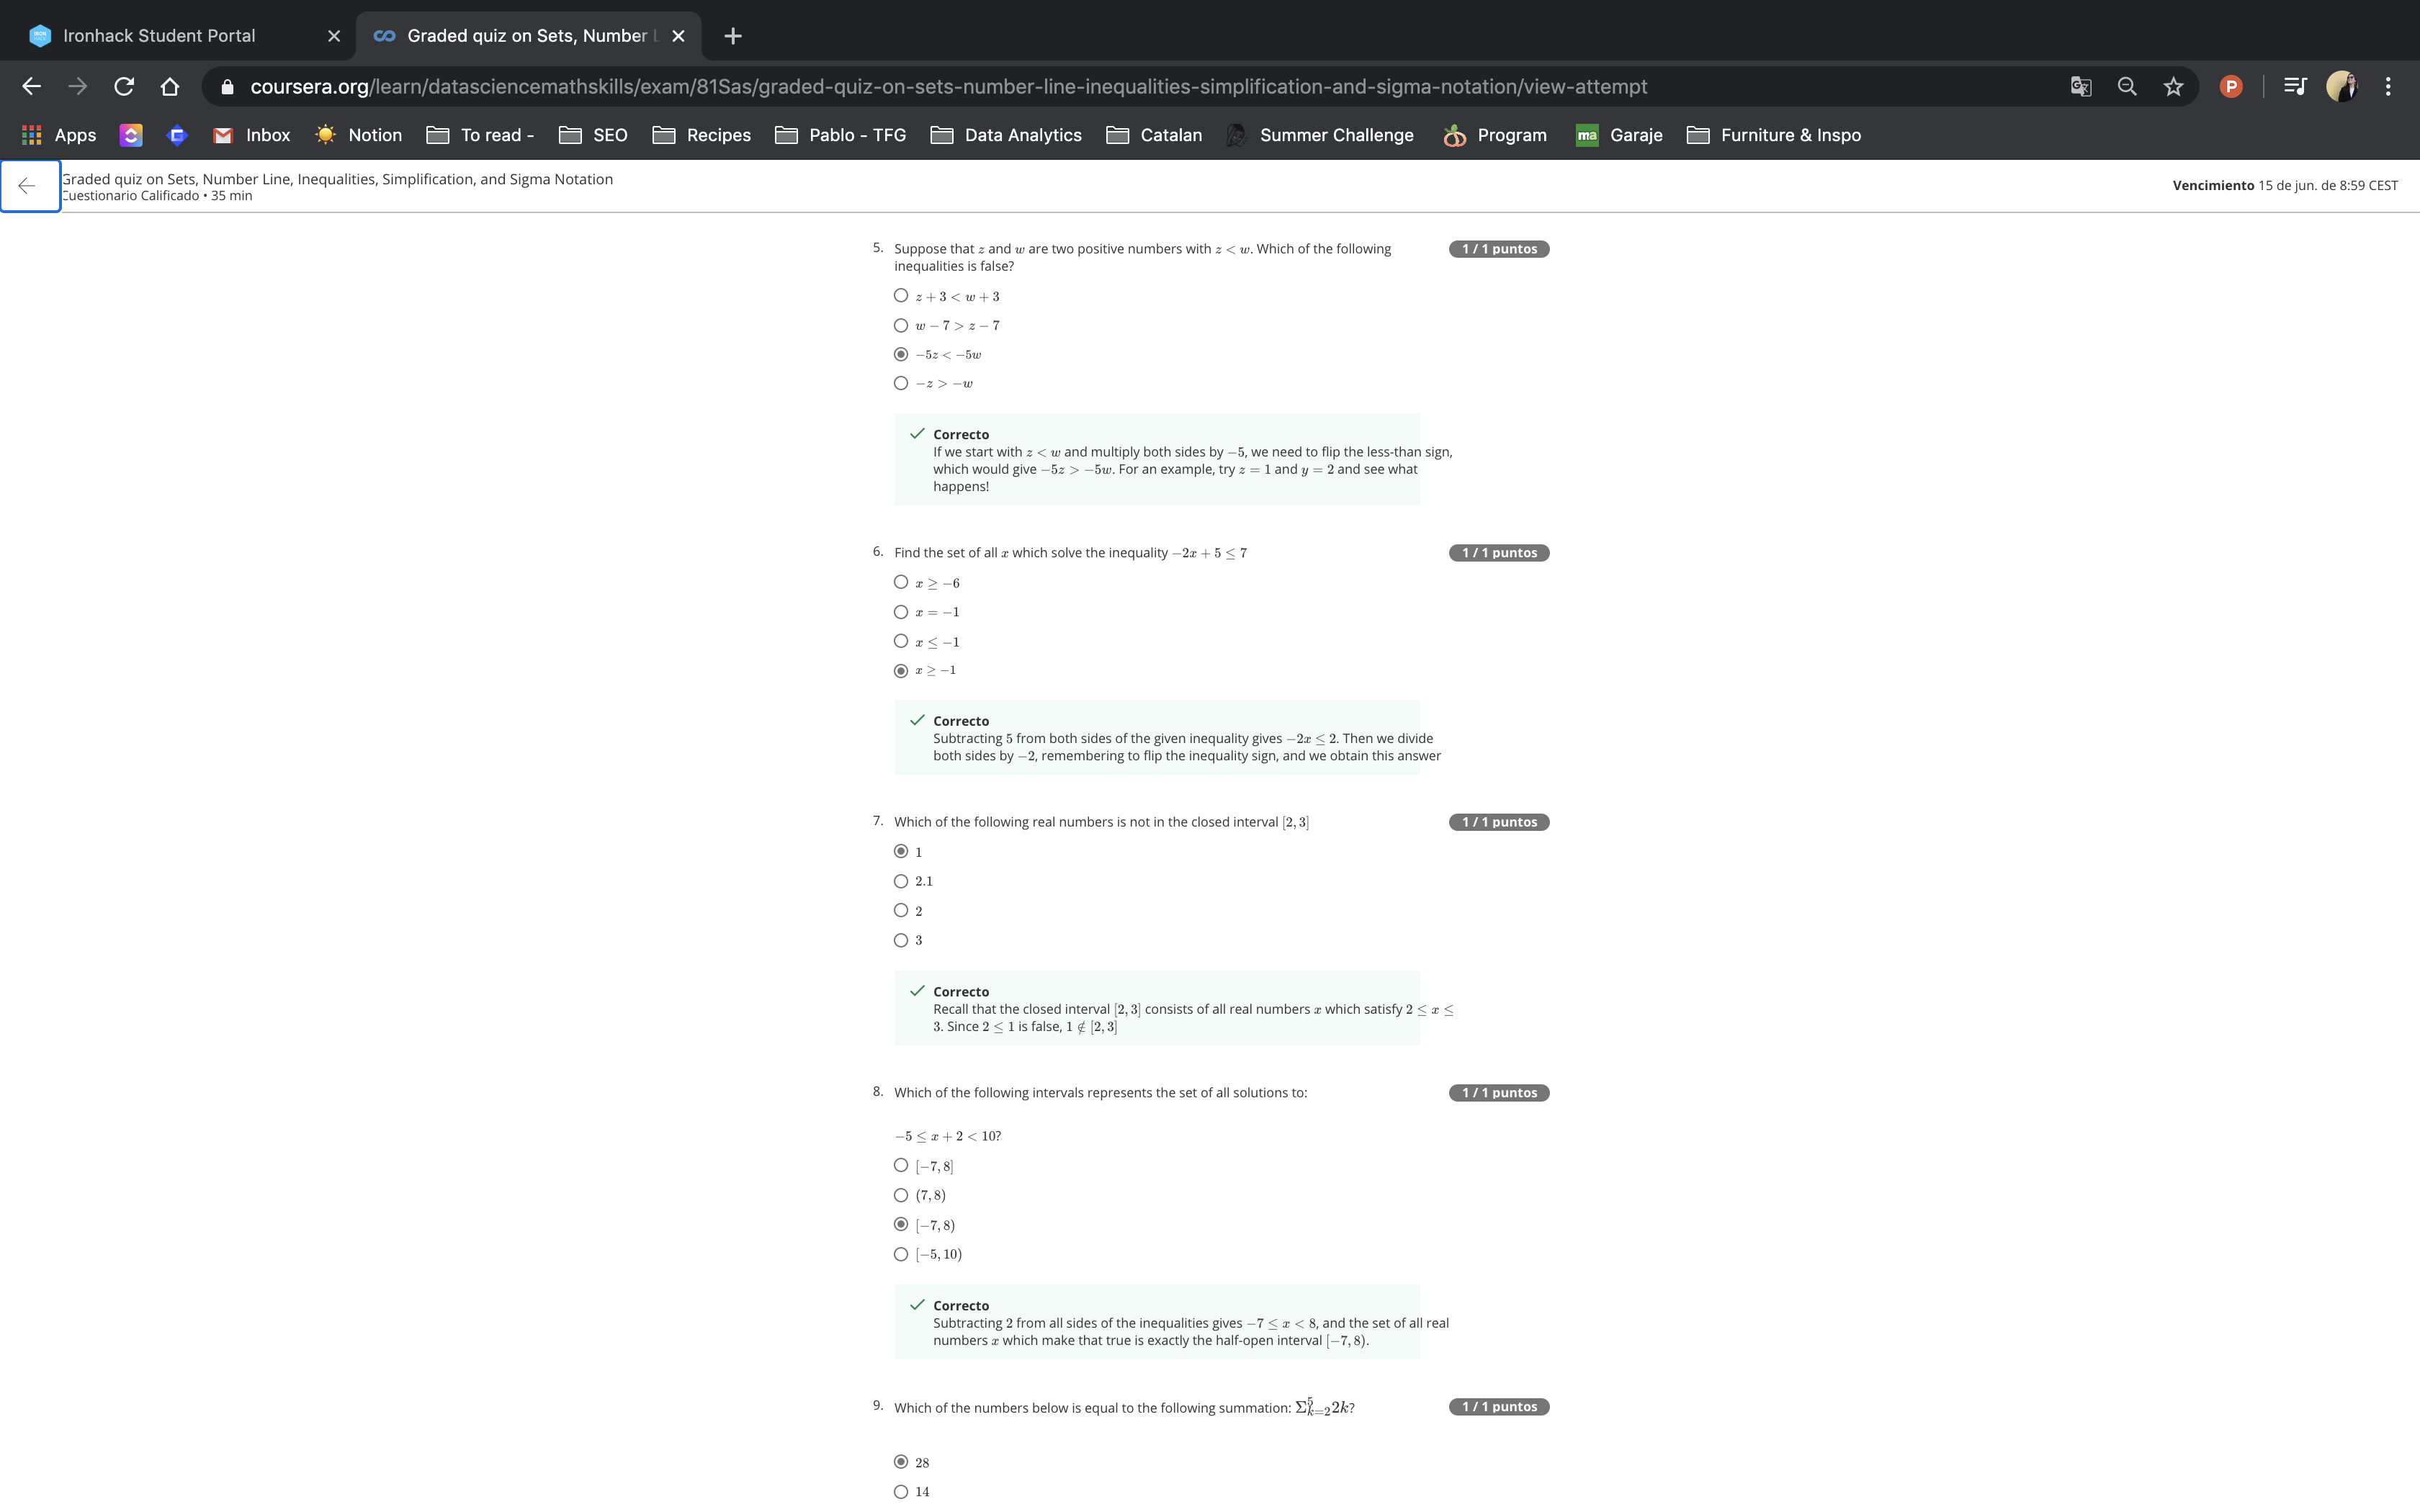 Ironhack Student Portal
Graded quiz on Sets, Number L
coursera.org/learn/datasciencemathskills/exam/81Sas/graded-quiz-on-sets-number-line-inequalities-simplification-and-sigma-notation/view-attempt
P
Apps Inbox Notion To read - SEO Recipes Pablo - TFG Data Analytics Catalan Summer Challenge Program ma Garaje Furniture & Inspo
Graded quiz on Sets, Number Line, Inequalities, Simplification, and Sigma Notation
Cuestionario Calificado • 35 min
Vencimiento 15 de jun. de 8:59 CEST
5. Suppose that z and w are two positive numbers with z < w. Which of the following
inequalities is false?
1 / 1 puntos
z + 3 < w + 3
w − 7 > z − 7
−5z < −5w
−z > −w
Correcto
If we start with z < w and multiply both sides by −5, we need to flip the less-than sign,
which would give −5z > −5w. For an example, try z = 1 and y = 2 and see what
happens!
6. Find the set of all x which solve the inequality −2x + 5 ≤ 7
1 / 1 puntos
x ≥ −6
x = −1
x ≤ −1
x ≥ −1
Correcto
Subtracting 5 from both sides of the given inequality gives −2x ≤ 2. Then we divide
both sides by −2, remembering to flip the inequality sign, and we obtain this answer
7. Which of the following real numbers is not in the closed interval [2, 3]
1 / 1 puntos
1
2.1
2
3
Correcto
Recall that the closed interval [2, 3] consists of all real numbers x which satisfy 2 ≤ x ≤
3. Since 2 ≤ 1 is false, 1 ∉ [2, 3]
8. Which of the following intervals represents the set of all solutions to:
1 / 1 puntos
−5 ≤ x + 2 < 10?
[−7, 8]
(7, 8)
[−7, 8)
[−5, 10)
Correcto
Subtracting 2 from all sides of the inequalities gives −7 ≤ x < 8, and the set of all real
numbers x which make that true is exactly the half-open interval [−7, 8).
9. Which of the numbers below is equal to the following summation: Σ⁵ₖ₌₂2k?
1 / 1 puntos
28
14